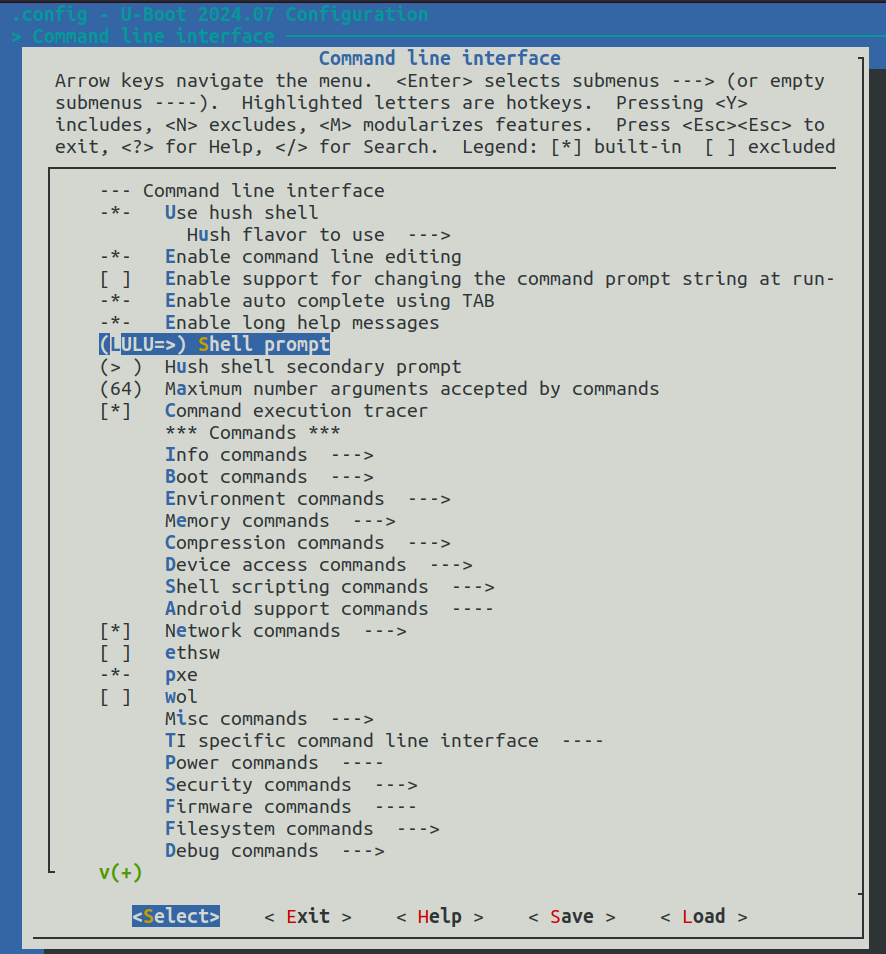 .config - U-Boot 2024.07 Configuration
> Command line interface
Command line interface
Arrow keys navigate the menu.  <Enter> selects submenus ---> (or empty
submenus ----).  Highlighted letters are hotkeys.  Pressing <Y>
includes, <N> excludes, <M> modularizes features.  Press <Esc><Esc> to
exit, <?> for Help, </> for Search.  Legend: [*] built-in  [ ] excluded
--- Command line interface
-*-   Use hush shell
        Hush flavor to use  --->
-*-   Enable command line editing
[ ]   Enable support for changing the command prompt string at run-
-*-   Enable auto complete using TAB
-*-   Enable long help messages
(LULU=>) Shell prompt
(> )  Hush shell secondary prompt
(64)  Maximum number arguments accepted by commands
[*]   Command execution tracer
      *** Commands ***
      Info commands  --->
      Boot commands  --->
      Environment commands  --->
      Memory commands  --->
      Compression commands  --->
      Device access commands  --->
      Shell scripting commands  --->
      Android support commands  ----
[*]   Network commands  --->
[ ]   ethsw
-*-   pxe
[ ]   wol
      Misc commands  --->
      TI specific command line interface  ----
      Power commands  ----
      Security commands  --->
      Firmware commands  ----
      Filesystem commands  --->
      Debug commands  --->
v(+)
<Select>    < Exit >    < Help >    < Save >    < Load >